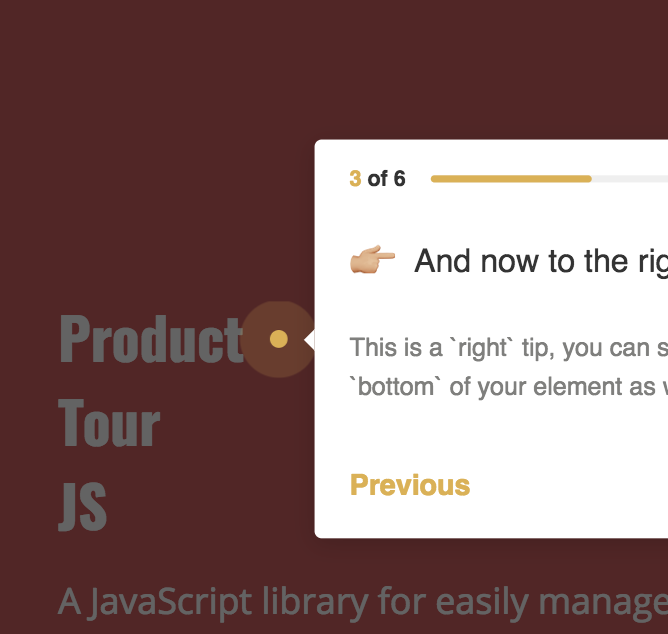 3 of 6
And now to the rig
This is a `right` tip, you can s
`bottom` of your element as w
Previous
Product
Tour
JS
A JavaScript library for easily manage